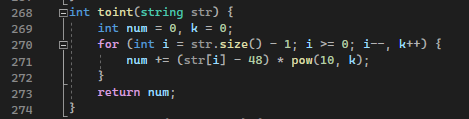 268 int toint(string str) {
269 int num = 0, k = 0;
270 for (int i = str.size() - 1; i >= 0; i--, k++) {
271 num += (str[i] - 48) * pow(10, k);
272 }
273 return num;
274 }